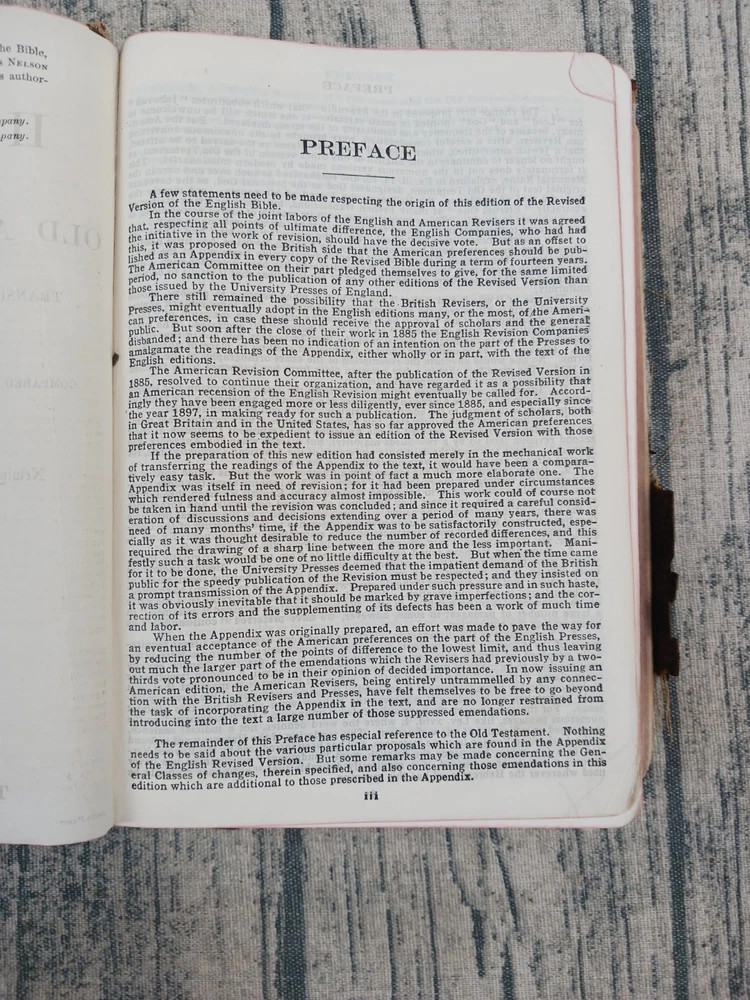 he Bible,
s NELSON
s author-
pany.
pany.
PREFACE
A few statements need to be made respecting the origin of this edition of the Revised
Version of the English Bible.
In the course of the joint labors of the English and American Revisers it was agreed
that, respecting all points of ultimate difference, the English Companies, who had had
the initiative in the work of revision, should have the decisive vote. But as an offset to
this, it was proposed on the British side that the American preferences should be pub-
lished as an Appendix in every copy of the Revised Bible during a term of fourteen years.
The American Committee on their part pledged themselves to give, for the same limited
period, no sanction to the publication of any other editions of the Revised Version than
those issued by the University Presses of England.
There still remained the possibility that the British Revisers, or the University
Presses, might eventually adopt in the English editions many, or the most, of the Ameri-
can preferences, in case these should receive the approval of scholars and the general
public. But soon after the close of their work in 1885 the English Revision Companies
disbanded; and there has been no indication of an intention on the part of the Presses to
amalgamate the readings of the Appendix, either wholly or in part, with the text of the
English editions.
The American Revision Committee, after the publication of the Revised Version in
1885, resolved to continue their organization, and have regarded it as a possibility that
an American recension of the English Revision might eventually be called for. Accord-
ingly they have been engaged more or less diligently, ever since 1885, and especially since
the year 1897, in making ready for such a publication. The judgment of scholars, both
in Great Britain and in the United States, has so far approved the American preferences
that it now seems to be expedient to issue an edition of the Revised Version with those
preferences embodied in the text.
If the preparation of this new edition had consisted merely in the mechanical work
of transferring the readings of the Appendix to the text, it would have been a compara-
tively easy task. But the work was in point of fact a much more elaborate one. The
Appendix was itself in need of revision; for it had been prepared under circumstances
which rendered fulness and accuracy almost impossible. This work could of course not
be taken in hand until the revision was concluded; and since it required a careful consid-
eration of discussions and decisions extending over a period of many years, there was
need of many months' time, if the Appendix was to be satisfactorily constructed, espe-
cially as it was thought desirable to reduce the number of recorded differences, and this
required the drawing of a sharp line between the more and the less important. Mani-
festly such a task would be one of no little difficulty at the best. But when the time came
for it to be done, the University Presses deemed that the impatient demand of the British
public for the speedy publication of the Revision must be respected; and they insisted on
a prompt transmission of the Appendix. Prepared under such pressure and in such haste,
it was obviously inevitable that it should be marked by grave imperfections; and the cor-
rection of its errors and the supplementing of its defects has been a work of much time
and labor.
When the Appendix was originally prepared, an effort was made to pave the way for
an eventual acceptance of the American preferences on the part of the English Presses,
by reducing the number of the points of difference to the lowest limit, and thus leaving
out much the larger part of the emendations which the Revisers had previously by a two-
thirds vote pronounced to be in their opinion of decided importance. In now issuing an
American edition, the American Revisers, being entirely untrammelled by any connec-
tion with the British Revisers and Presses, have felt themselves to be free to go beyond
the task of incorporating the Appendix in the text, and are no longer restrained from
introducing into the text a large number of those suppressed emendations.
The remainder of this Preface has especial reference to the Old Testament. Nothing
needs to be said about the various particular proposals which are found in the Appendix
of the English Revised Version. But some remarks may be made concerning the Gen-
eral Classes of changes, therein specified, and also concerning those emendations in this
edition which are additional to those prescribed in the Appendix.
iii